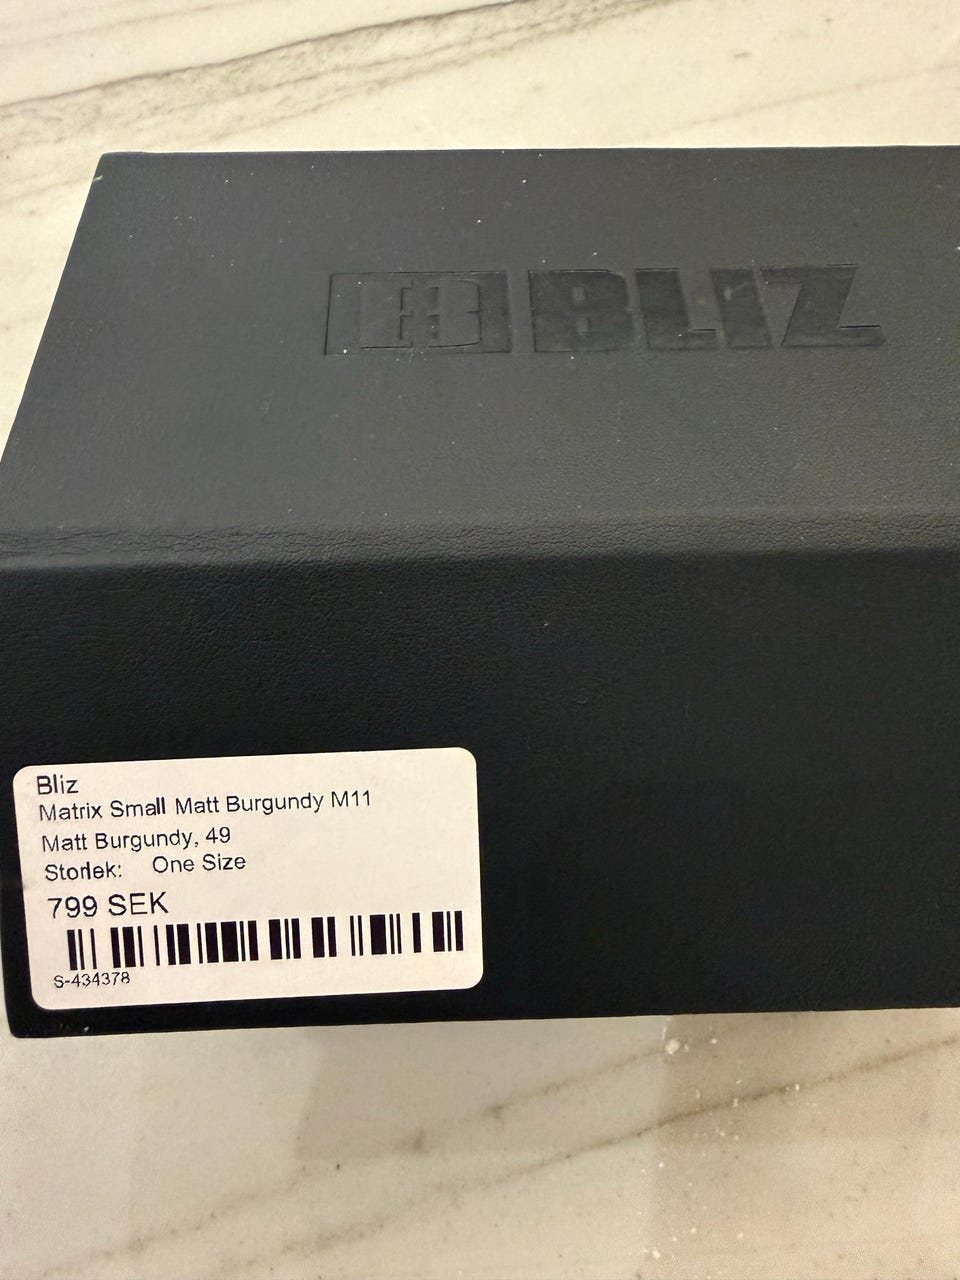 B BLIZ
Bliz
Matrix Small Matt Burgundy M11
Matt Burgundy, 49
Storlek: One Size
799 SEK
S-434378